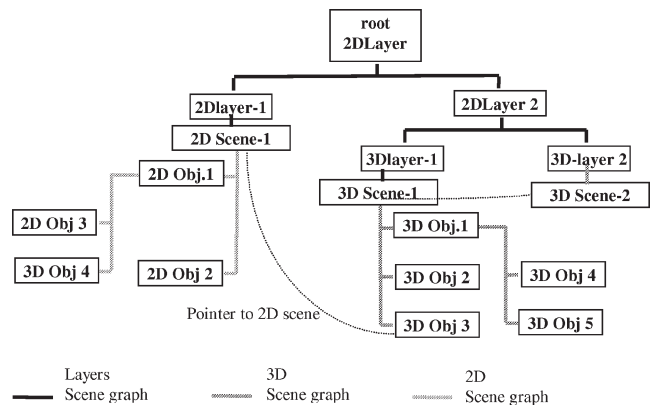 root
2DLayer
2Dlayer-1
2DLayer 2
2D Scene-1
3Dlayer-1
3D-layer 2
2D Obj.1
3D Scene-1
3D Scene-2
2D Obj 3
3D Obj.1
3D Obj 4
2D Obj 2
3D Obj 2
3D Obj 4
Pointer to 2D scene
3D Obj 3
3D Obj 5
Layers
Scene graph
3D
Scene graph
2D
Scene graph